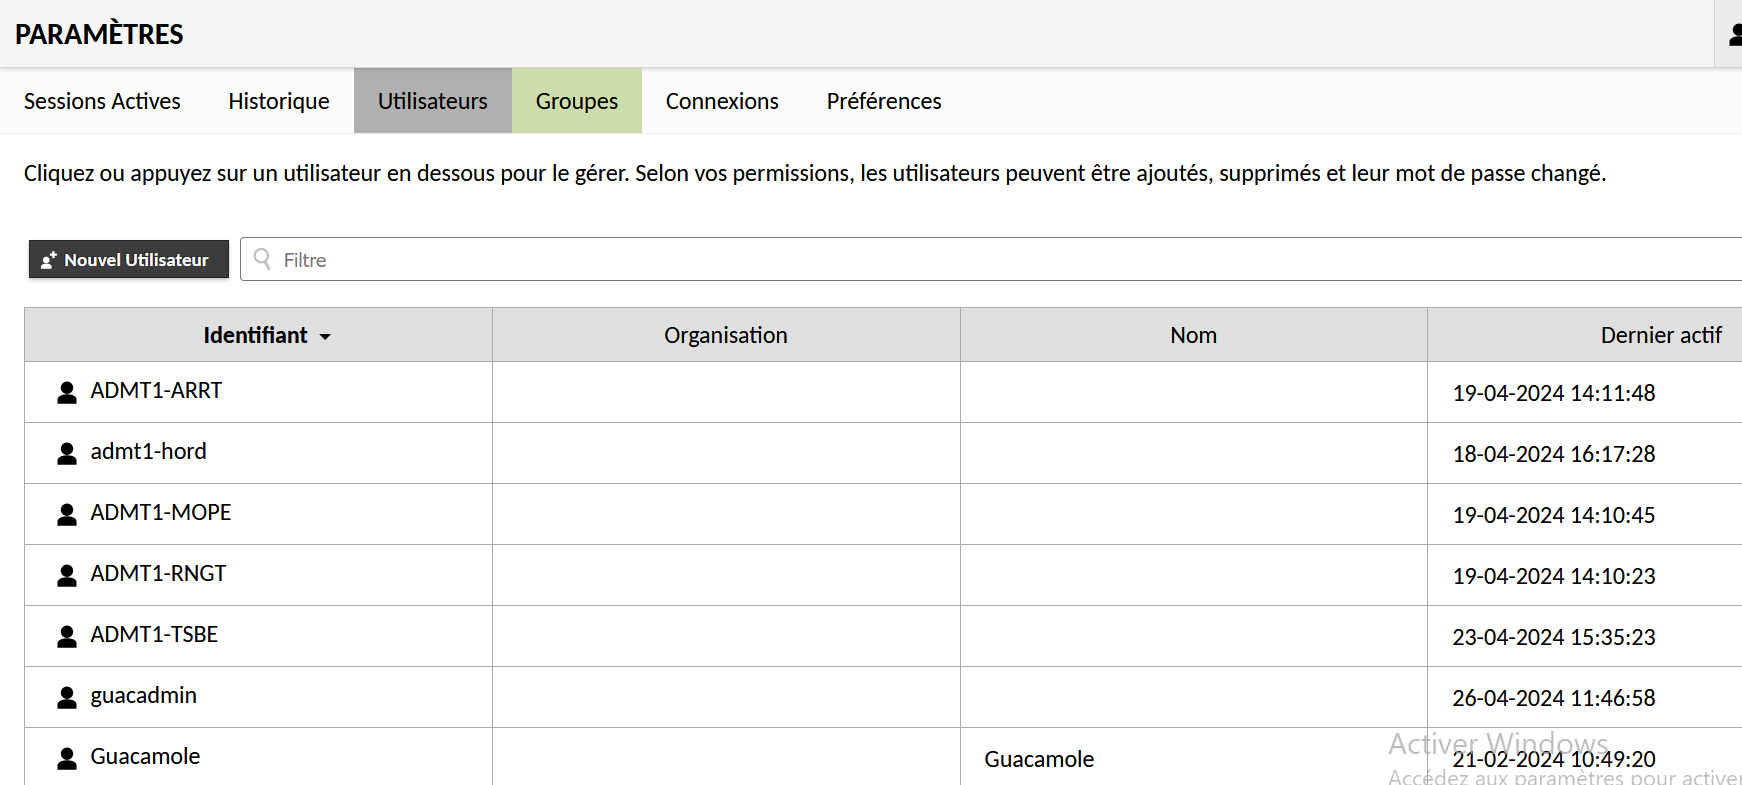 PARAMÈTRES
Sessions Actives Historique Utilisateurs Groupes Connexions Préférences
Cliquez ou appuyez sur un utilisateur en dessous pour le gérer. Selon vos permissions, les utilisateurs peuvent être ajoutés, supprimés et leur mot de passe changé.
Nouvel Utilisateur Filtre
Identifiant Organisation Nom Dernier actif
ADMT1-ARRT 19-04-2024 14:11:48
admt1-hord 18-04-2024 16:17:28
ADMT1-MOPE 19-04-2024 14:10:45
ADMT1-RNGT 19-04-2024 14:10:23
ADMT1-TSBE 23-04-2024 15:35:23
guacadmin 26-04-2024 11:46:58
Activer Windows
Guacamole Guacamole 21-02-2024 10:49:20
Accédez aux paramètres pour activer